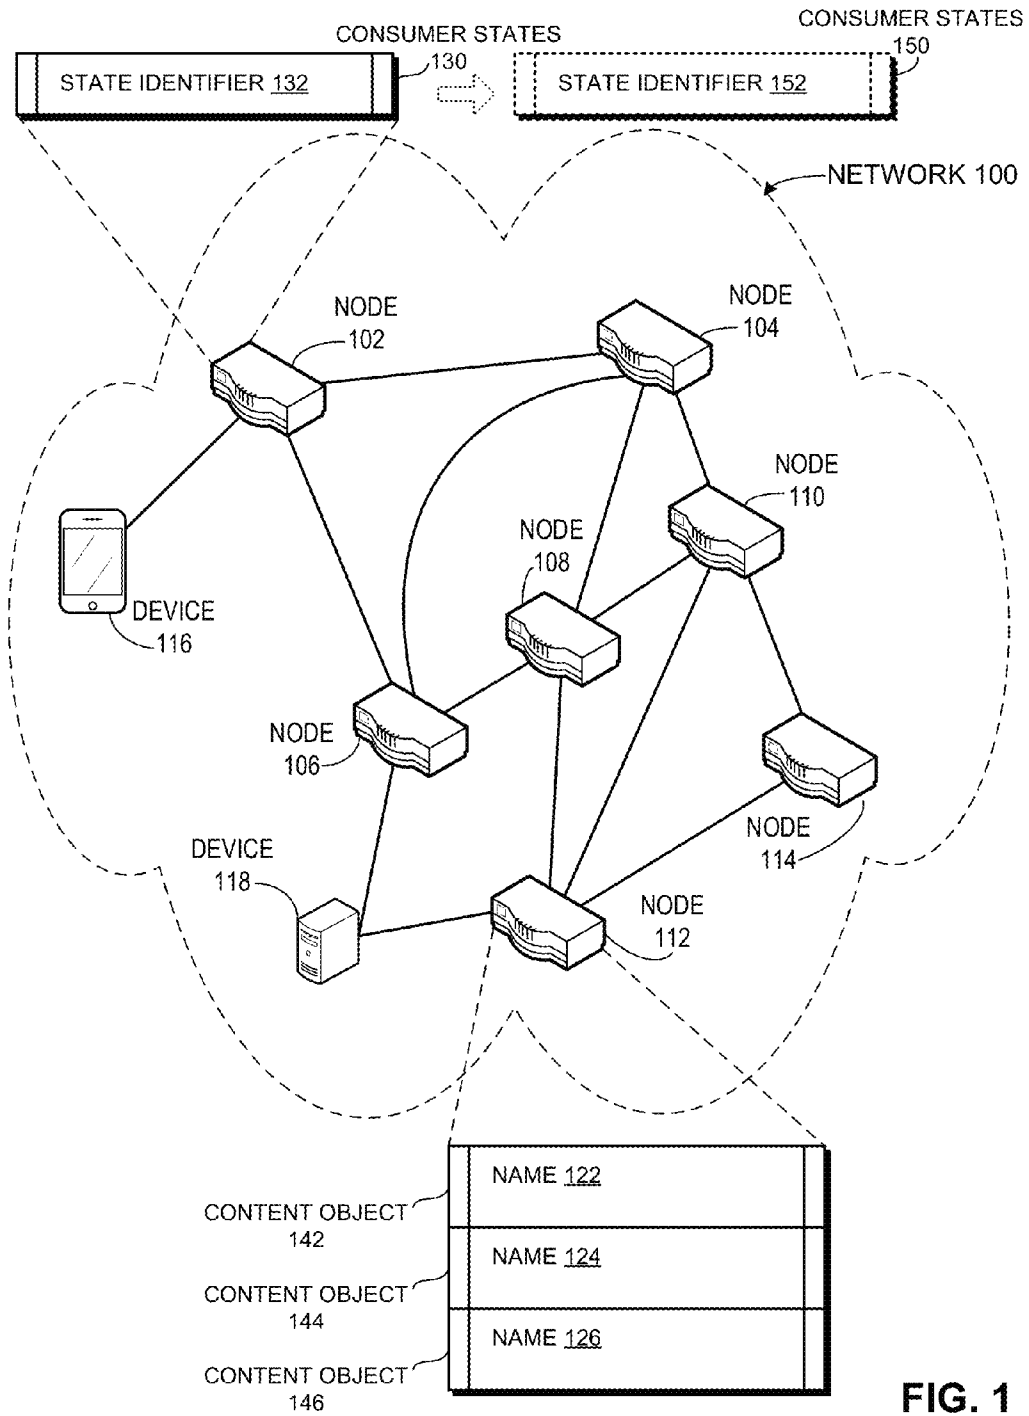 CONSUMER STATES
150
CONSUMER STATES
130
STATE IDENTIFIER 132
STATE IDENTIFIER 152
NETWORK 100
NODE
102
NODE
104
NODE
110
NODE
108
DEVICE
116
NODE
106
NODE
114
DEVICE
118
NODE
112
NAME 122
CONTENT OBJECT
142
NAME 124
CONTENT OBJECT
144
NAME 126
CONTENT OBJECT
146
FIG. 1